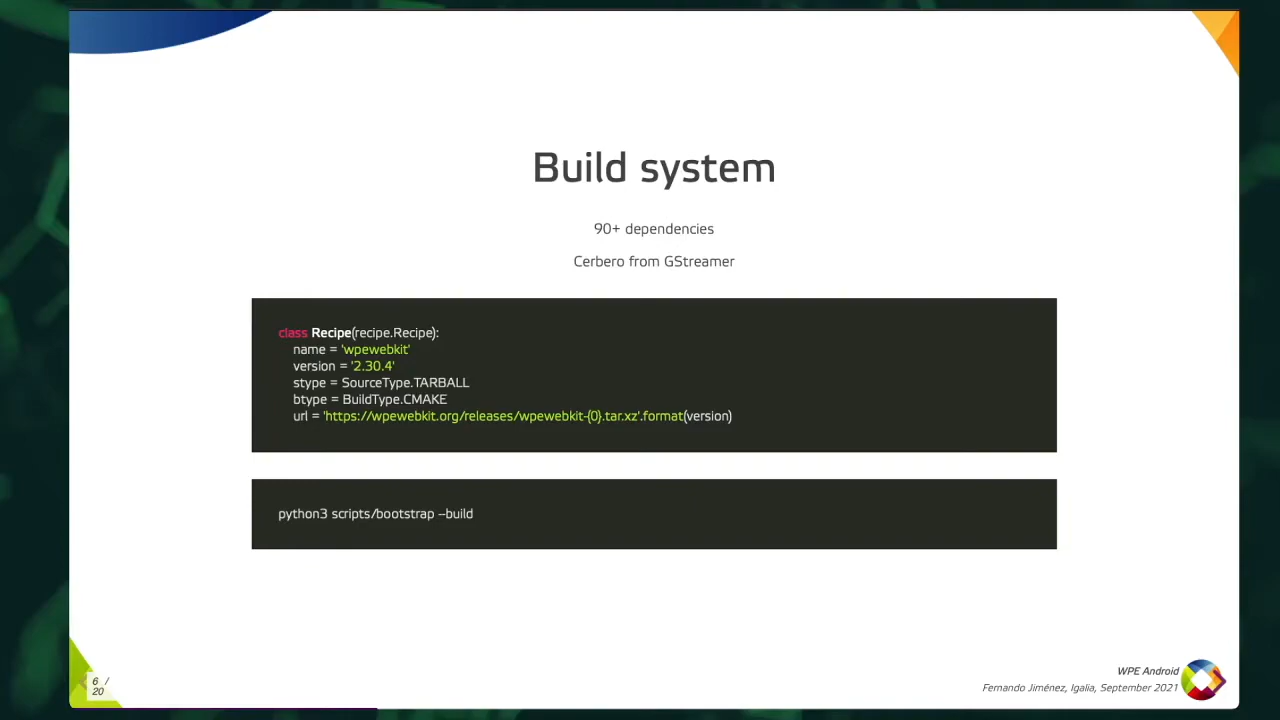 Build system
90+ dependencies
Cerbero from GStreamer
class Recipe(recipe.Recipe):
name = 'wpewebkit'
version = '2.30.4'
stype = SourceType.TARBALL
btype = BuildType.CMAKE
url = 'https://wpewebkit.org/releases/wpewebkit-{0}.tar.xz'.format(version)
python3 scripts/bootstrap --build
6 /
20
WPE Android
Fernando Jiménez, Igalia, September 2021